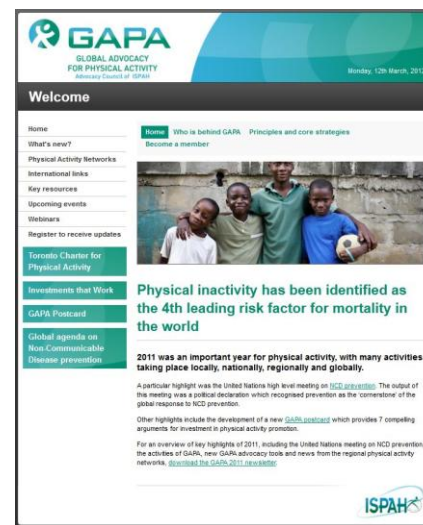 GAPA
GLOBAL ADVOCACY
FOR PHYSICAL ACTIVITY
Advocacy Council of ISPAH
Monday, 12th March, 2012
Welcome
Home
What's new?
Physical Activity Networks
International links
Key resources
Upcoming events
Webinars
Register to receive updates
Toronto Charter for
Physical Activity
Investments that Work
GAPA Postcard
Global agenda on
Non-Communicable
Disease prevention
Home Who is behind GAPA Principles and core strategies
Become a member
Physical inactivity has been identified as
the 4th leading risk factor for mortality in
the world
2011 was an important year for physical activity, with many activities
taking place locally, nationally, regionally and globally.
A particular highlight was the United Nations high level meeting on NCD prevention. The output of
this meeting was a political declaration which recognised prevention as the 'cornerstone' of the
global response to NCD prevention.
Other highlights include the development of a new GAPA postcard which provides 7 compelling
arguments for investment in physical activity promotion.
For an overview of key highlights of 2011, including the United Nations meeting on NCD prevention,
the activities of GAPA, new GAPA advocacy tools and news from the regional physical activity
networks, download the GAPA 2011 newsletter.
ISPAH